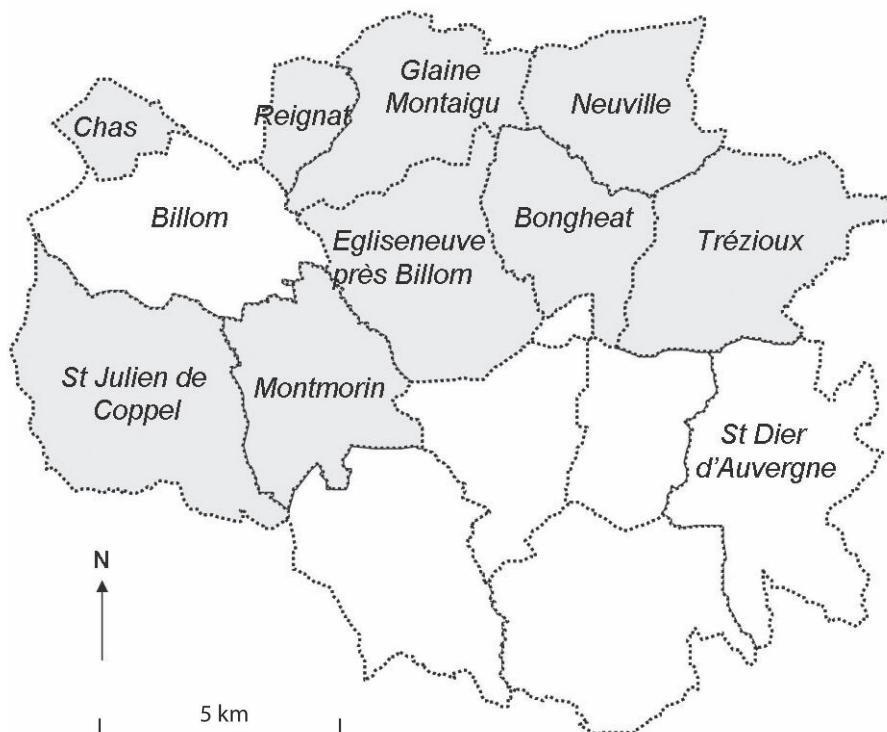 Glaine
Montaigu
Neuville
Reignat
Chas
Billom
Bongheat
Egliseneuve
près Billom
Trézioux
St Julien de
Coppel
Montmorin
St Dier
d'Auvergne
N
5 km